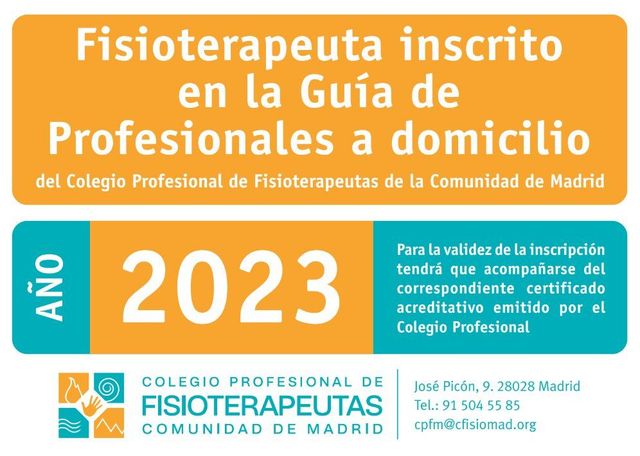 Fisioterapeuta inscrito
en la Guía de
Profesionales a domicilio
del Colegio Profesional de Fisioterapeutas de la Comunidad de Madrid
AÑO
2023
Para la validez de la inscripción
tendrá que acompañarse del
correspondiente certificado
acreditativo emitido por el
Colegio Profesional
COLEGIO PROFESIONAL DE
FISIOTERAPEUTAS
COMUNIDAD DE MADRID
José Picón, 9. 28028 Madrid
Tel.: 91 504 55 85
cpfm@cfisiomad.org